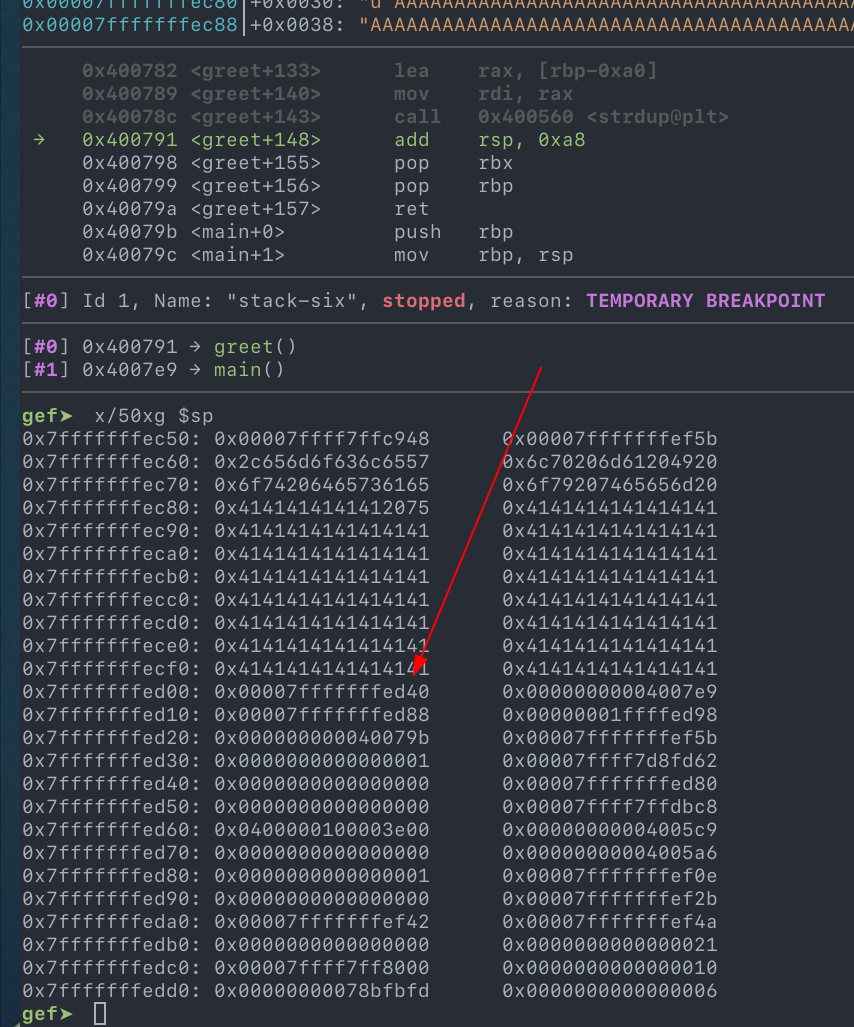 0x00007fffffffec80│+0x0030: "u AAAAAAAAAAAAAAAAAAAAAAAAAAAAAAAAAAAAAA
0x00007fffffffec88│+0x0038: "AAAAAAAAAAAAAAAAAAAAAAAAAAAAAAAAAAAAAAAA
0x400782 <greet+133> lea rax, [rbp-0xa0]
0x400789 <greet+140> mov rdi, rax
0x40078c <greet+143> call 0x400560 <strdup@plt>
→ 0x400791 <greet+148> add rsp, 0xa8
0x400798 <greet+155> pop rbx
0x400799 <greet+156> pop rbp
0x40079a <greet+157> ret
0x40079b <main+0> push rbp
0x40079c <main+1> mov rbp, rsp
[#0] Id 1, Name: "stack-six", stopped, reason: TEMPORARY BREAKPOINT
[#0] 0x400791 → greet()
[#1] 0x4007e9 → main()
gef➤ x/50xg $sp
0x7fffffffec50: 0x00007ffff7ffc948 0x00007fffffffef5b
0x7fffffffec60: 0x2c656d6f636c6557 0x6c70206d61204920
0x7fffffffec70: 0x6f74206465736165 0x6f79207465656d20
0x7fffffffec80: 0x4141414141412075 0x4141414141414141
0x7fffffffec90: 0x4141414141414141 0x4141414141414141
0x7fffffffeca0: 0x4141414141414141 0x4141414141414141
0x7fffffffecb0: 0x4141414141414141 0x4141414141414141
0x7fffffffecc0: 0x4141414141414141 0x4141414141414141
0x7fffffffecd0: 0x4141414141414141 0x4141414141414141
0x7fffffffece0: 0x4141414141414141 0x4141414141414141
0x7fffffffecf0: 0x4141414141414141 0x4141414141414141
0x7fffffffed00: 0x00007fffffffed40 0x00000000004007e9
0x7fffffffed10: 0x00007fffffffed88 0x00000001ffffed98
0x7fffffffed20: 0x000000000040079b 0x00007fffffffef5b
0x7fffffffed30: 0x0000000000000001 0x00007ffff7d8fd62
0x7fffffffed40: 0x0000000000000000 0x00007fffffffed80
0x7fffffffed50: 0x0000000000000000 0x00007ffff7ffdbc8
0x7fffffffed60: 0x0400000100003e00 0x00000000004005c9
0x7fffffffed70: 0x0000000000000000 0x00000000004005a6
0x7fffffffed80: 0x0000000000000001 0x00007fffffffef0e
0x7fffffffed90: 0x0000000000000000 0x00007fffffffef2b
0x7fffffffeda0: 0x00007fffffffef42 0x00007fffffffef4a
0x7fffffffedb0: 0x0000000000000000 0x0000000000000021
0x7fffffffedc0: 0x00007ffff7ff8000 0x0000000000000010
0x7fffffffedd0: 0x00000000078bfbfd 0x0000000000000006
gef➤